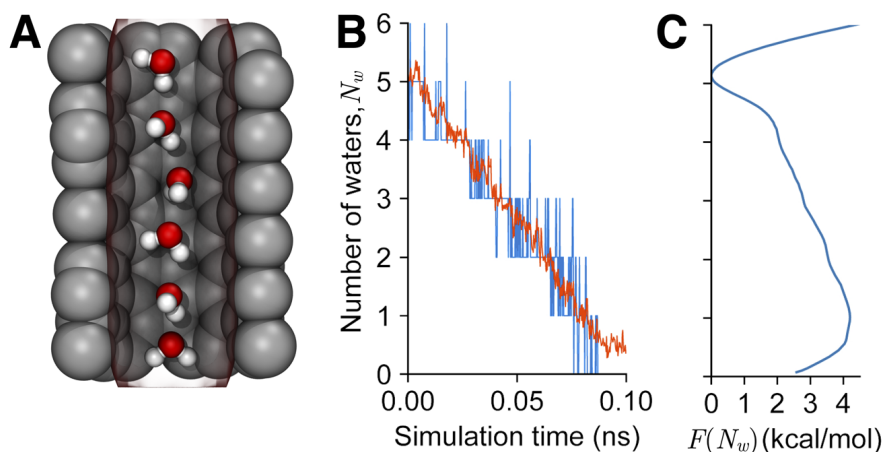 A
B
C
Number of waters, N_w
6
5
4
3
2
1
0
0.00
0.05
0.10
Simulation time (ns)
0
1
2
3
4
F(N_w) (kcal/mol)